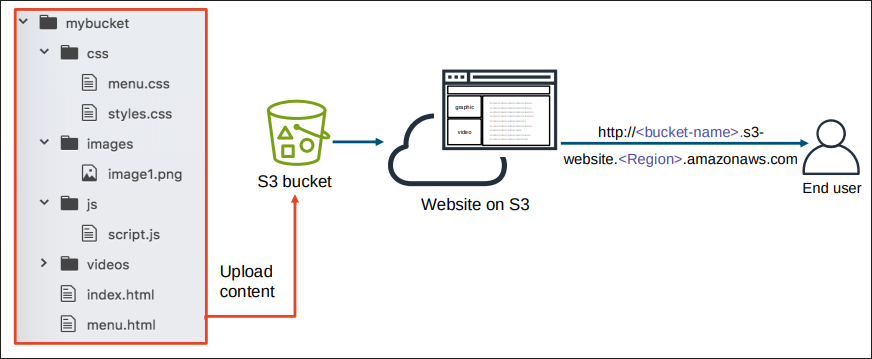 mybucket
css
menu.css
styles.css
images
image1.png
js
script.js
videos
index.html
menu.html
Upload
content
S3 bucket
graphic
video
Website on S3
http://<bucket-name>.s3-
website.<Region>.amazonaws.com
End user